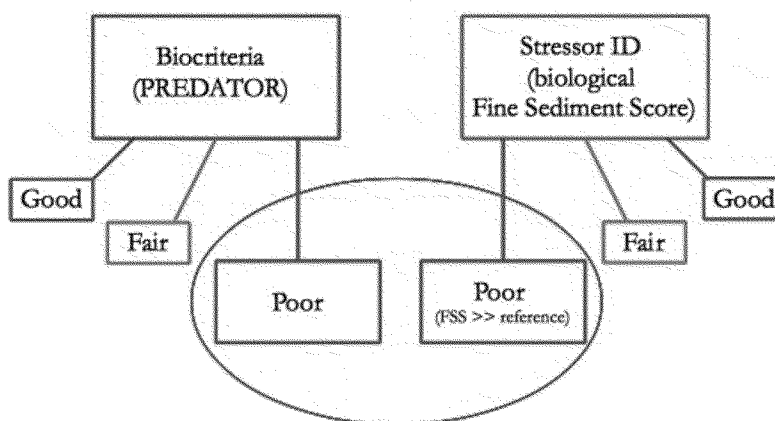 Biocriteria
(PREDATOR)
Stressor ID
(biological
Fine Sediment Score)
Good
Fair
Poor
Poor
(FSS >> reference)
Fair
Good